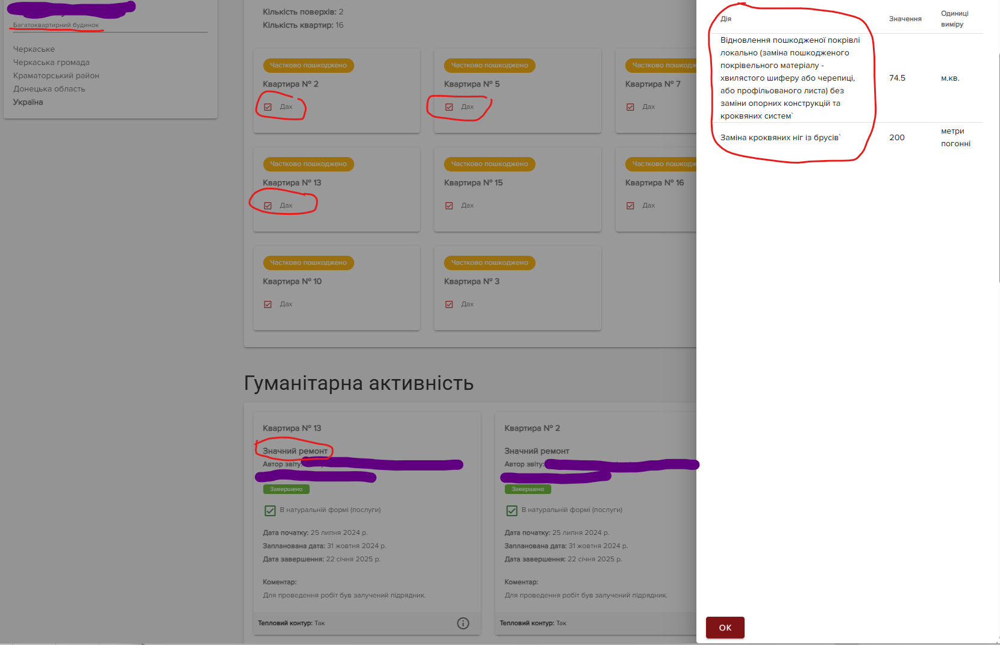 Багатоквартирний будинок
Черкаське
Черкаська громада
Краматорський район
Донецька область
Україна
Кількість поверхів: 2
Кількість квартир: 16
Частково пошкоджено
Квартира № 2
Дах
Частково пошкоджено
Квартира № 5
Дах
Частково пошкодж
Квартира № 7
Дах
Частково пошкоджено
Квартира № 13
Дах
Частково пошкоджено
Квартира № 15
Дах
Частково пошкодж
Квартира № 16
Дах
Частково пошкоджено
Квартира № 10
Дах
Частково пошкоджено
Квартира № 3
Дах
Гуманітарна активність
Квартира № 13
Значний ремонт
Автор звіту:
Завершено
В натуральній формі (послуги)
Дата початку: 25 липня 2024 р.
Запланована дата: 31 жовтня 2024 р.
Дата завершення: 22 січня 2025 р.
Коментар:
Для проведення робіт був залучений підрядник.
Тепловий контур: Так
Квартира № 2
Значний ремонт
Автор звіту:
Завершено
В натуральній формі (послуги)
Дата початку: 25 липня 2024 р.
Запланована дата: 31 жовтня 2024 р.
Дата завершення: 22 січня 2025 р.
Коментар:
Для проведення робіт був залучений підрядник.
Тепловий контур: Так
Дія
Значення
Одиниці
виміру
Відновлення пошкодженої покрівлі
локально (заміна пошкодженого
покрівельного матеріалу -
хвилястого шиферу або черепиці,
або профільованого листа) без
заміни опорних конструкцій та
кроквяних систем`
74.5
м.кв.
Заміна кроквяних ніг із брусів`
200
метри
погонні
OK